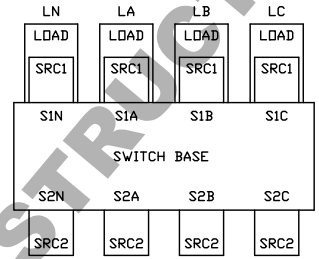 LN LA LB LC
LOAD LOAD LOAD LOAD
SRC1 SRC1 SRC1 SRC1
S1N S1A S1B S1C
SWITCH BASE
S2N S2A S2B S2C
SRC2 SRC2 SRC2 SRC2
STRUCT